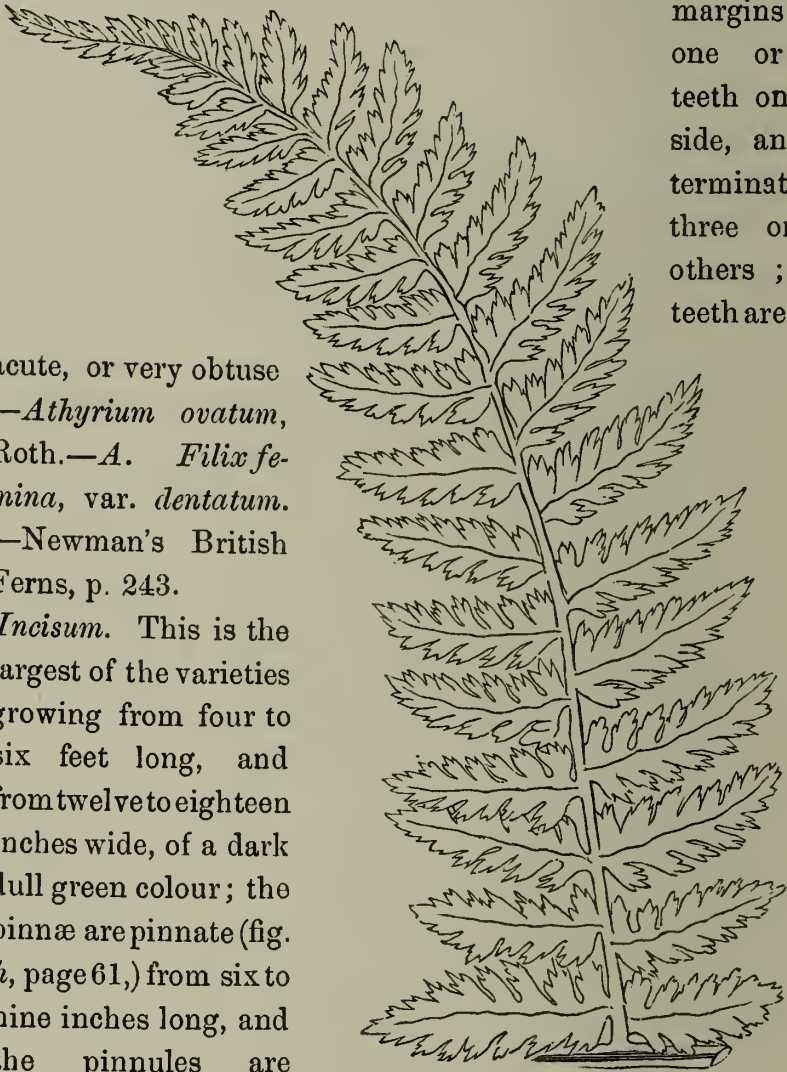 margins
one or
teeth on
side, an
terminat
three or
others ;
teeth are
acute, or very obtuse
—Athyrium ovatum,
Roth.—A. Filix fe-
mina, var. dentatum.
—Newman's British
Ferns, p. 243.
Incisum. This is the
largest of the varieties
growing from four to
six feet long, and
from twelve to eighteen
inches wide, of a dark
dull green colour; the
pinnæ are pinnate (fig.
h, page 61,) from six to
nine inches long, and
the pinnules are